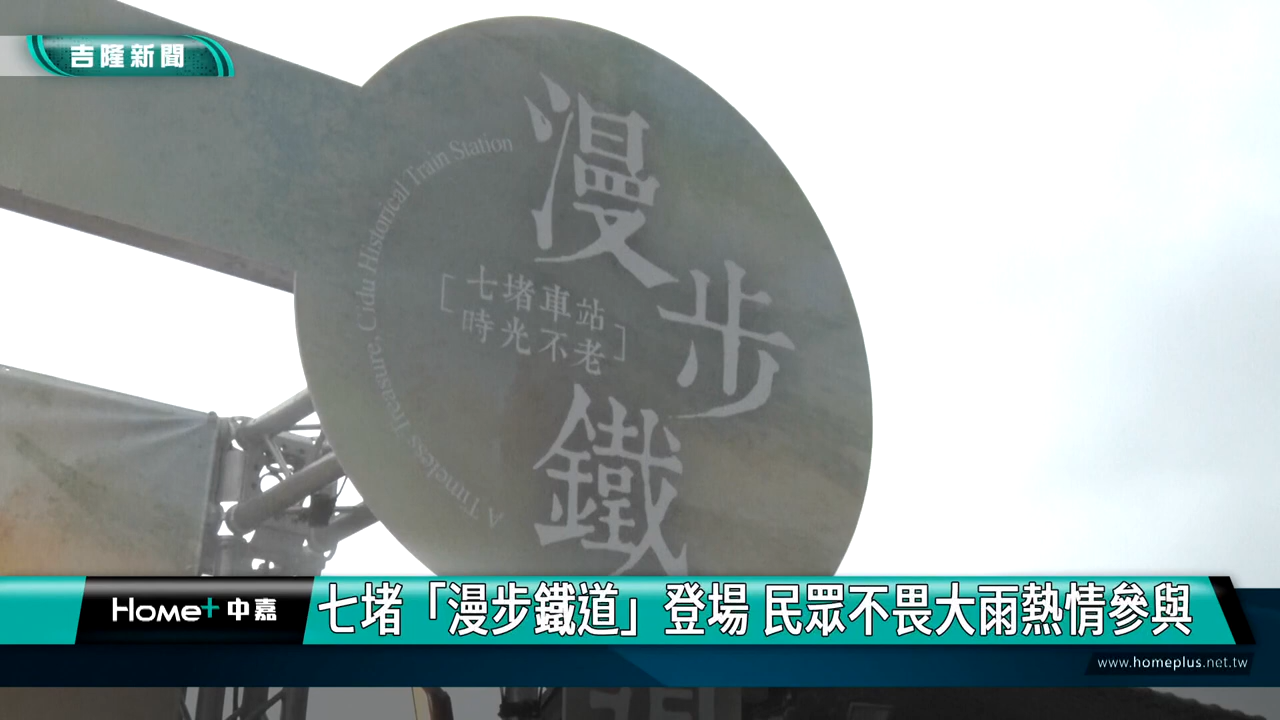 吉隆新聞
漫步鐵
[七堵車站
時光不老]
A Timeless Treasure, Cidu Historical Train Station
Home+ 中嘉
七堵「漫步鐵道」登場 民眾不畏大雨熱情參與
www.homeplus.net.tw